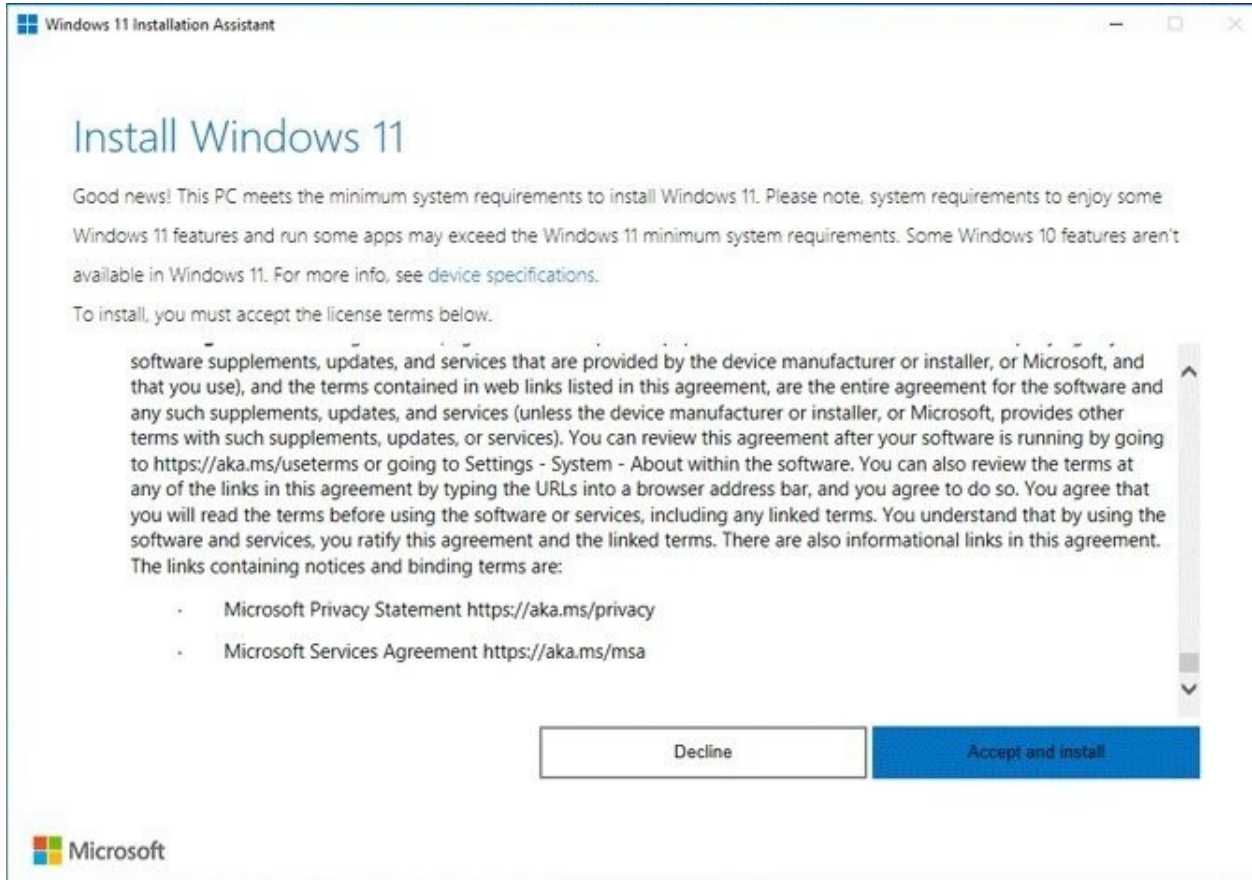 Windows 11 Installation Assistant
Install Windows 11
Good news! This PC meets the minimum system requirements to install Windows 11. Please note, system requirements to enjoy some
Windows 11 features and run some apps may exceed the Windows 11 minimum system requirements. Some Windows 10 features aren't
available in Windows 11. For more info, see device specifications.
To install, you must accept the license terms below.
software supplements, updates, and services that are provided by the device manufacturer or installer, or Microsoft, and
that you use), and the terms contained in web links listed in this agreement, are the entire agreement for the software and
any such supplements, updates, and services (unless the device manufacturer or installer, or Microsoft, provides other
terms with such supplements, updates, or services). You can review this agreement after your software is running by going
to https://aka.ms/useterms or going to Settings - System - About within the software. You can also review the terms at
any of the links in this agreement by typing the URLs into a browser address bar, and you agree to do so. You agree that
you will read the terms before using the software or services, including any linked terms. You understand that by using the
software and services, you ratify this agreement and the linked terms. There are also informational links in this agreement.
The links containing notices and binding terms are:
· Microsoft Privacy Statement https://aka.ms/privacy
· Microsoft Services Agreement https://aka.ms/msa
Decline
Accept and install
Microsoft